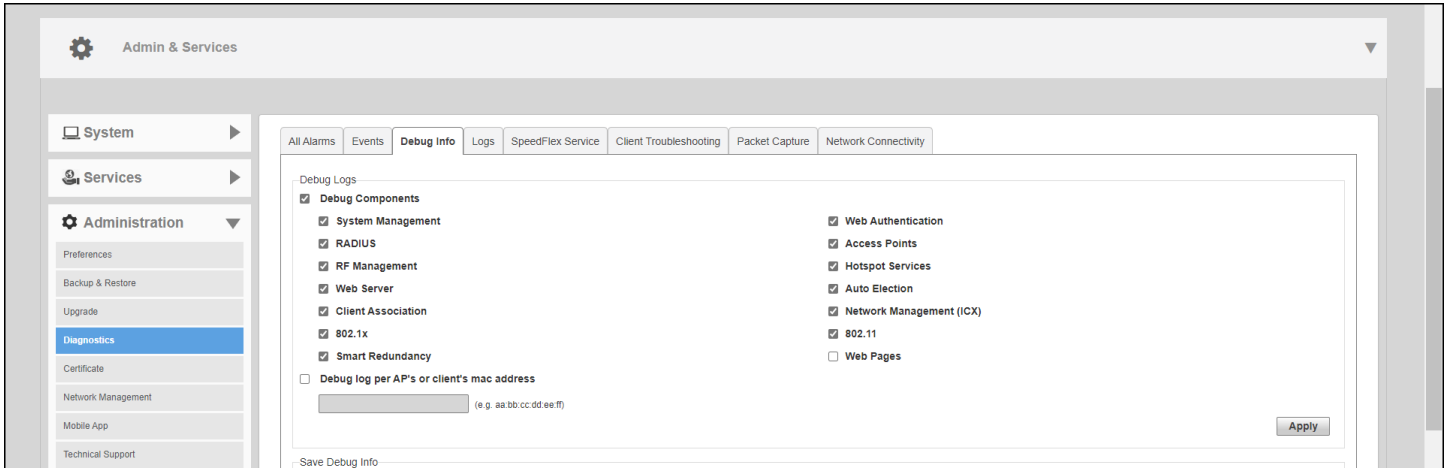 Admin & Services
System
Services
Administration
Preferences
Backup & Restore
Upgrade
Diagnostics
Certificate
Network Management
Mobile App
Technical Support
All Alarms Events Debug Info Logs SpeedFlex Service Client Troubleshooting Packet Capture Network Connectivity
Debug Logs
Debug Components
System Management Web Authentication
RADIUS Access Points
RF Management Hotspot Services
Web Server Auto Election
Client Association Network Management (ICX)
802.1x 802.11
Smart Redundancy Web Pages
Debug log per AP's or client's mac address
(e.g. aa:bb:cc:dd:ee:ff)
Apply
Save Debug Info